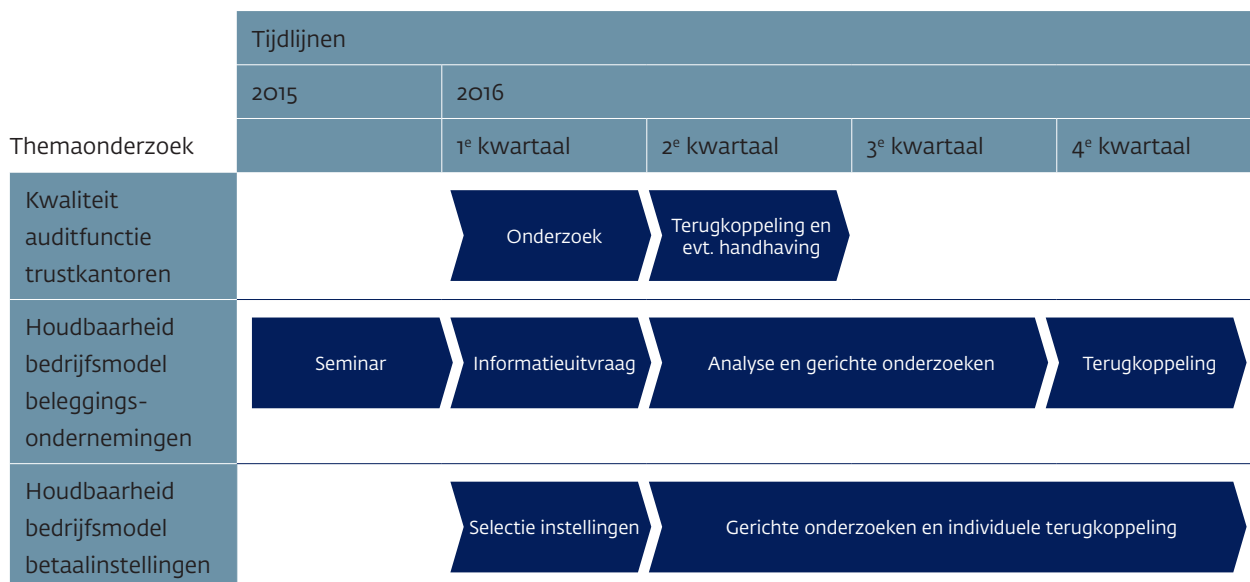 Tijdlijnen
2015 2016
Themaonderzoek 1e kwartaal 2e kwartaal 3e kwartaal 4e kwartaal
Kwaliteit
auditfunctie
trustkantoren
Onderzoek
Terugkoppeling en
evt. handhaving
Houdbaarheid
bedrijfsmodel
beleggings-
ondernemingen
Seminar
Informatieuitvraag
Analyse en gerichte onderzoeken
Terugkoppeling
Houdbaarheid
bedrijfsmodel
betaalinstellingen
Selectie instellingen
Gerichte onderzoeken en individuele terugkoppeling